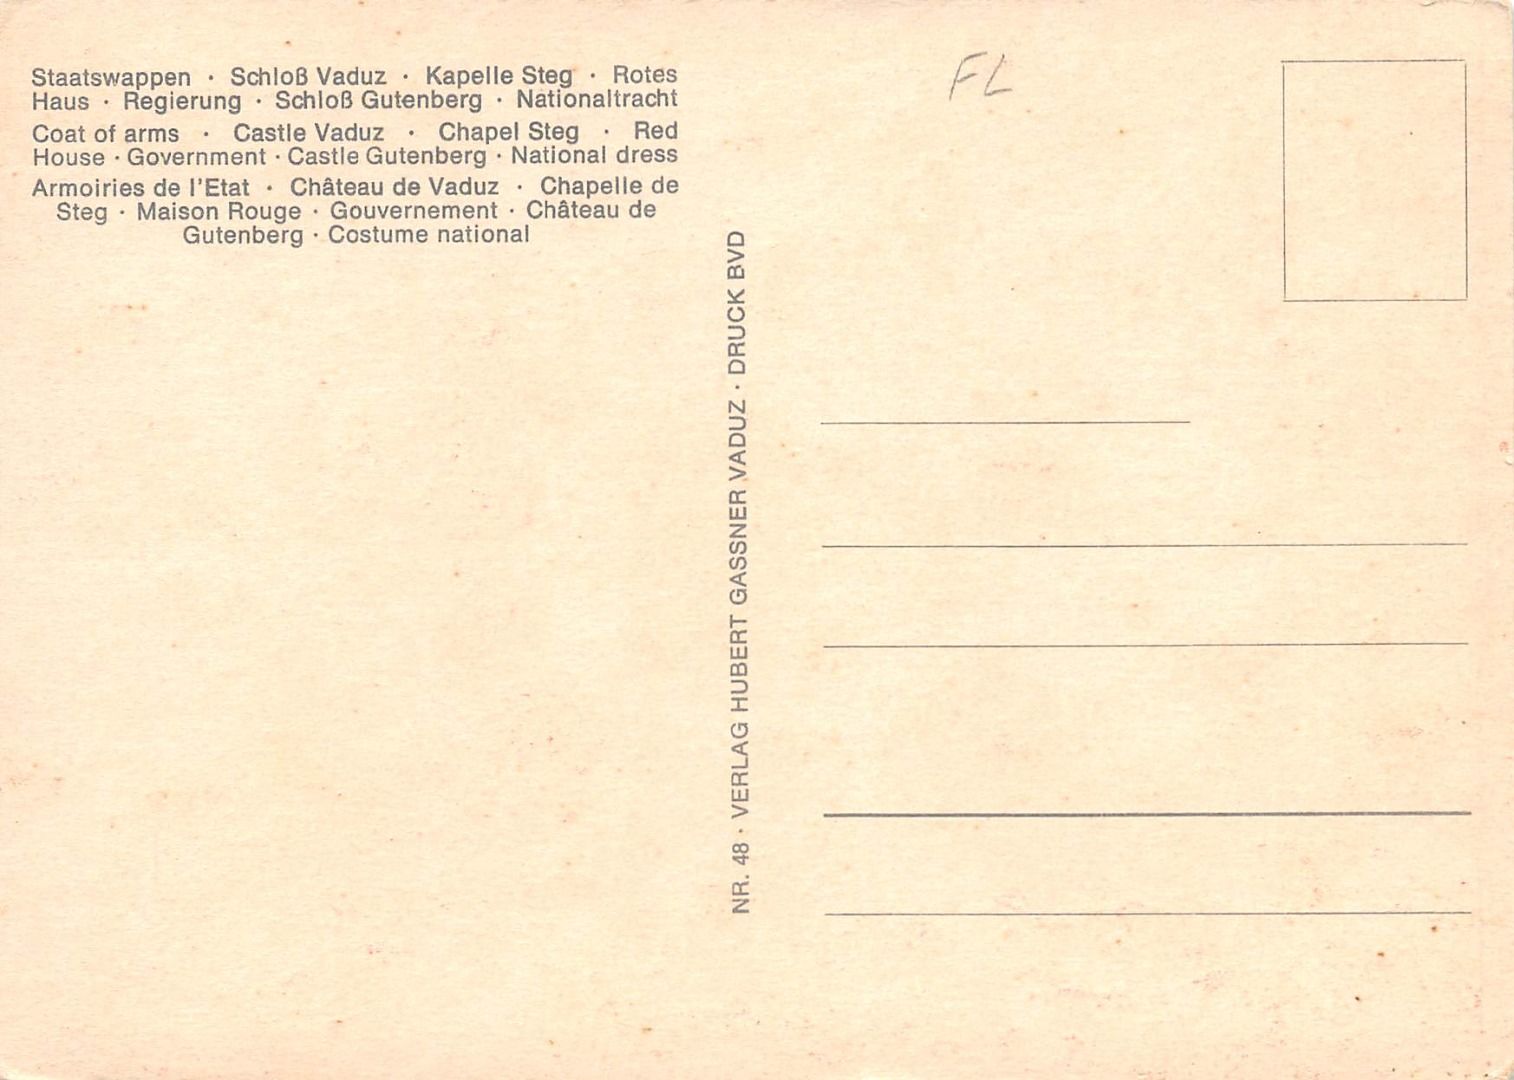 Staatswappen · Schloß Vaduz · Kapelle Steg · Rotes
Haus · Regierung · Schloß Gutenberg · Nationaltracht
Coat of arms · Castle Vaduz · Chapel Steg · Red
House · Government · Castle Gutenberg · National dress
Armoiries de l'Etat · Château de Vaduz · Chapelle de
Steg · Maison Rouge · Gouvernement · Château de
Gutenberg · Costume national
NR. 48 · VERLAG HUBERT GASSNER VADUZ · DRUCK BVD
FL